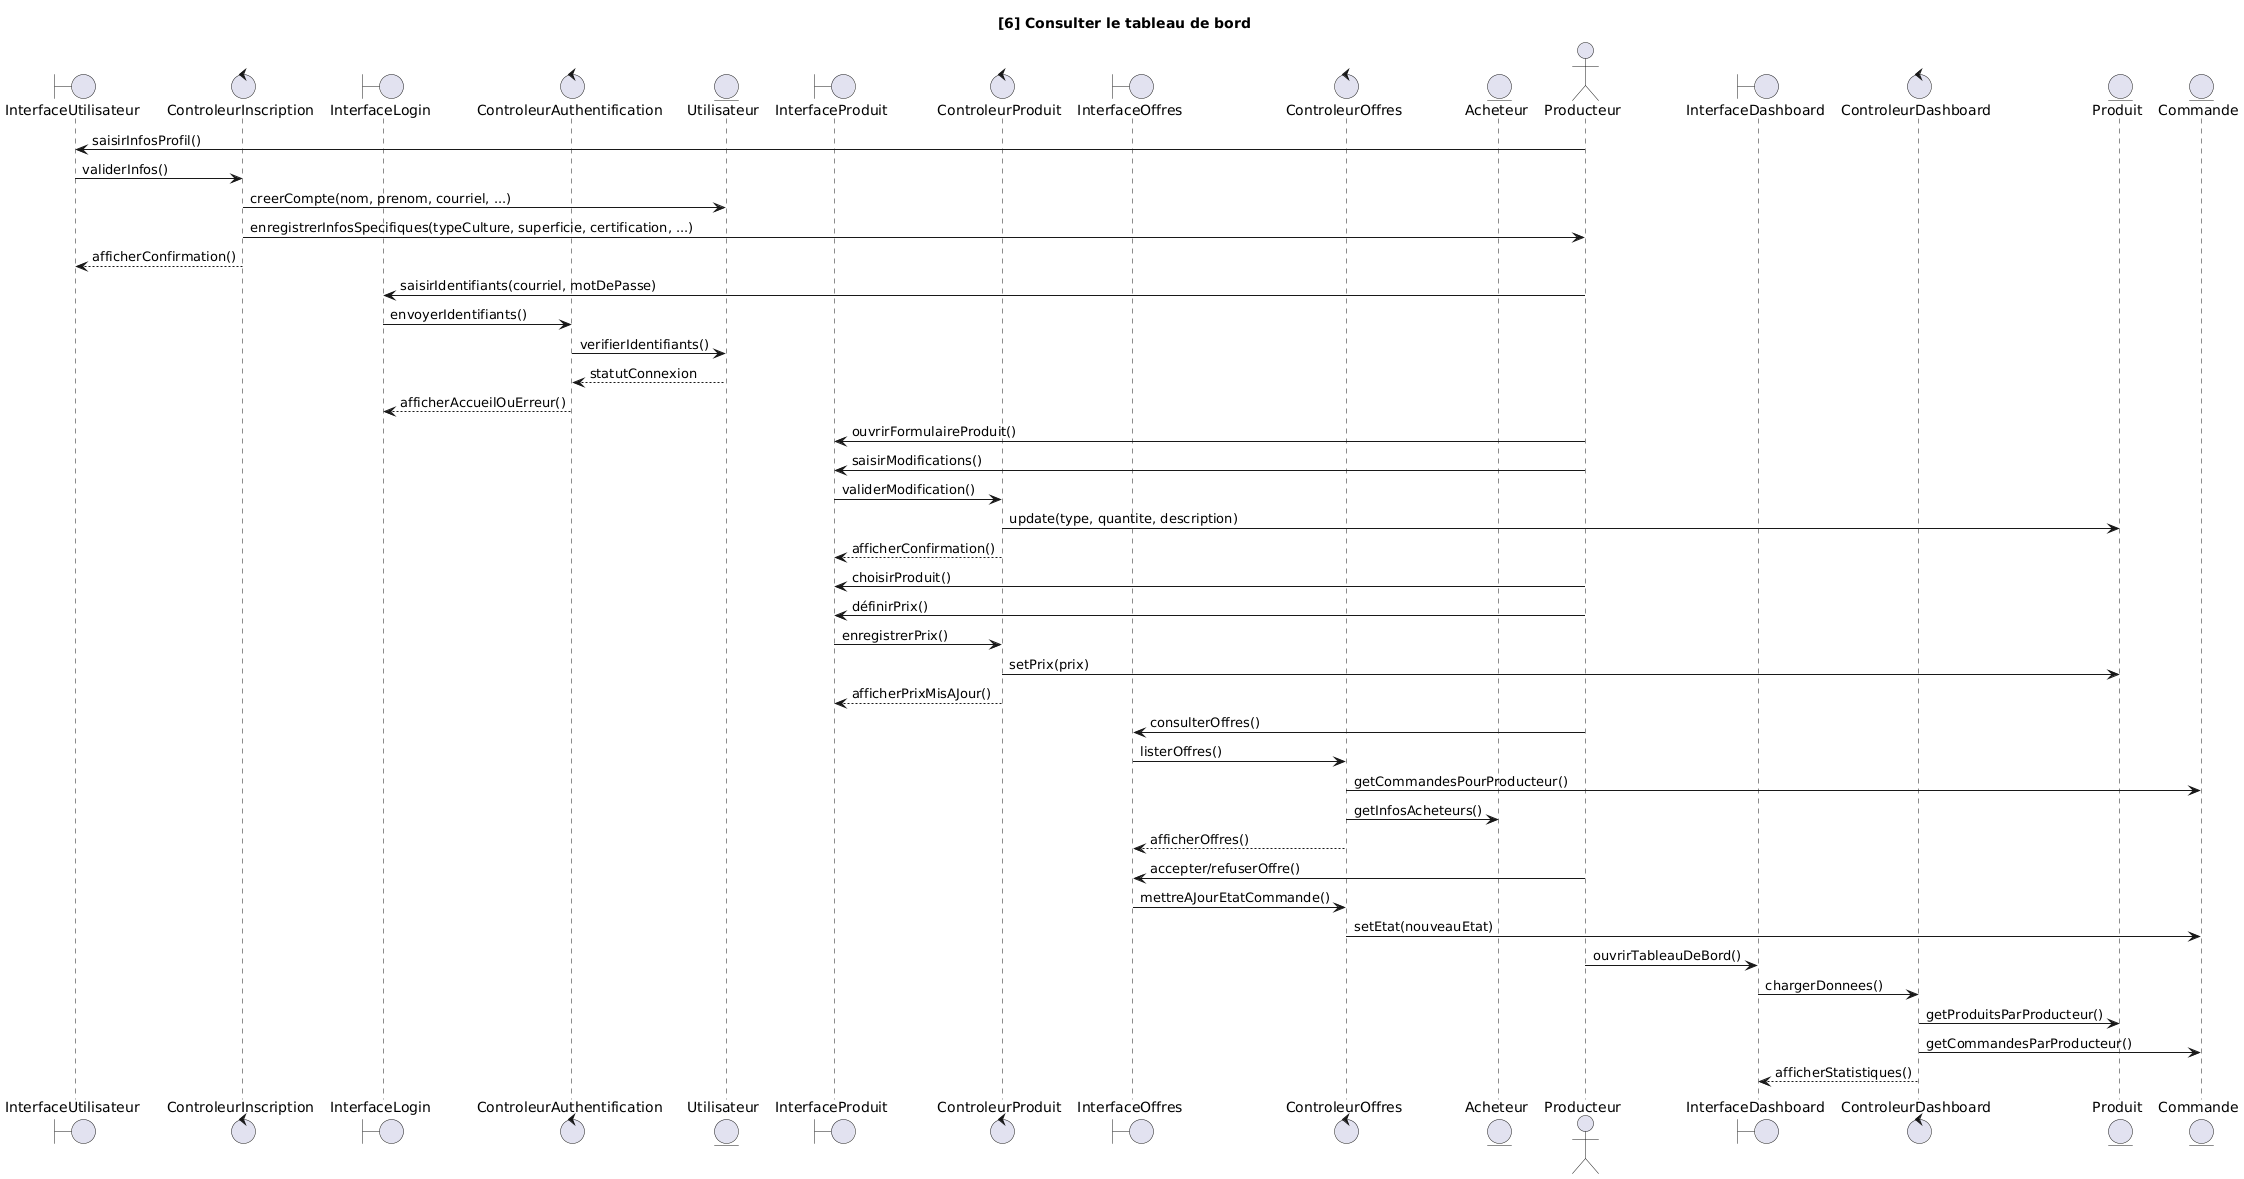 [6] Consulter le tableau de bord
InterfaceUtilisateur ControleurInscription InterfaceLogin ControleurAuthentification Utilisateur InterfaceProduit ControleurProduit InterfaceOffres ControleurOffres Acheteur Producteur InterfaceDashboard ControleurDashboard Produit Commande
saisirInfosProfil()
validerInfos()
creerCompte(nom, prenom, courriel, ...)
enregistrerInfosSpecifiques(typeCulture, superficie, certification, ...)
afficherConfirmation()
saisirIdentifiants(courriel, motDePasse)
envoyerIdentifiants()
verifierIdentifiants()
statutConnexion
afficherAccueilOuErreur()
ouvrirFormulaireProduit()
saisirModifications()
validerModification()
update(type, quantite, description)
afficherConfirmation()
choisirProduit()
définirPrix()
enregistrerPrix()
setPrix(prix)
afficherPrixMisAJour()
consulterOffres()
listerOffres()
getCommandesPourProducteur()
getInfosAcheteurs()
afficherOffres()
accepter/refuserOffre()
mettreAJourEtatCommande()
setEtat(nouveauEtat)
ouvrirTableauDeBord()
chargerDonnees()
getProduitsParProducteur()
getCommandesParProducteur()
afficherStatistiques()
InterfaceUtilisateur ControleurInscription InterfaceLogin ControleurAuthentification Utilisateur InterfaceProduit ControleurProduit InterfaceOffres ControleurOffres Acheteur Producteur InterfaceDashboard ControleurDashboard Produit Commande